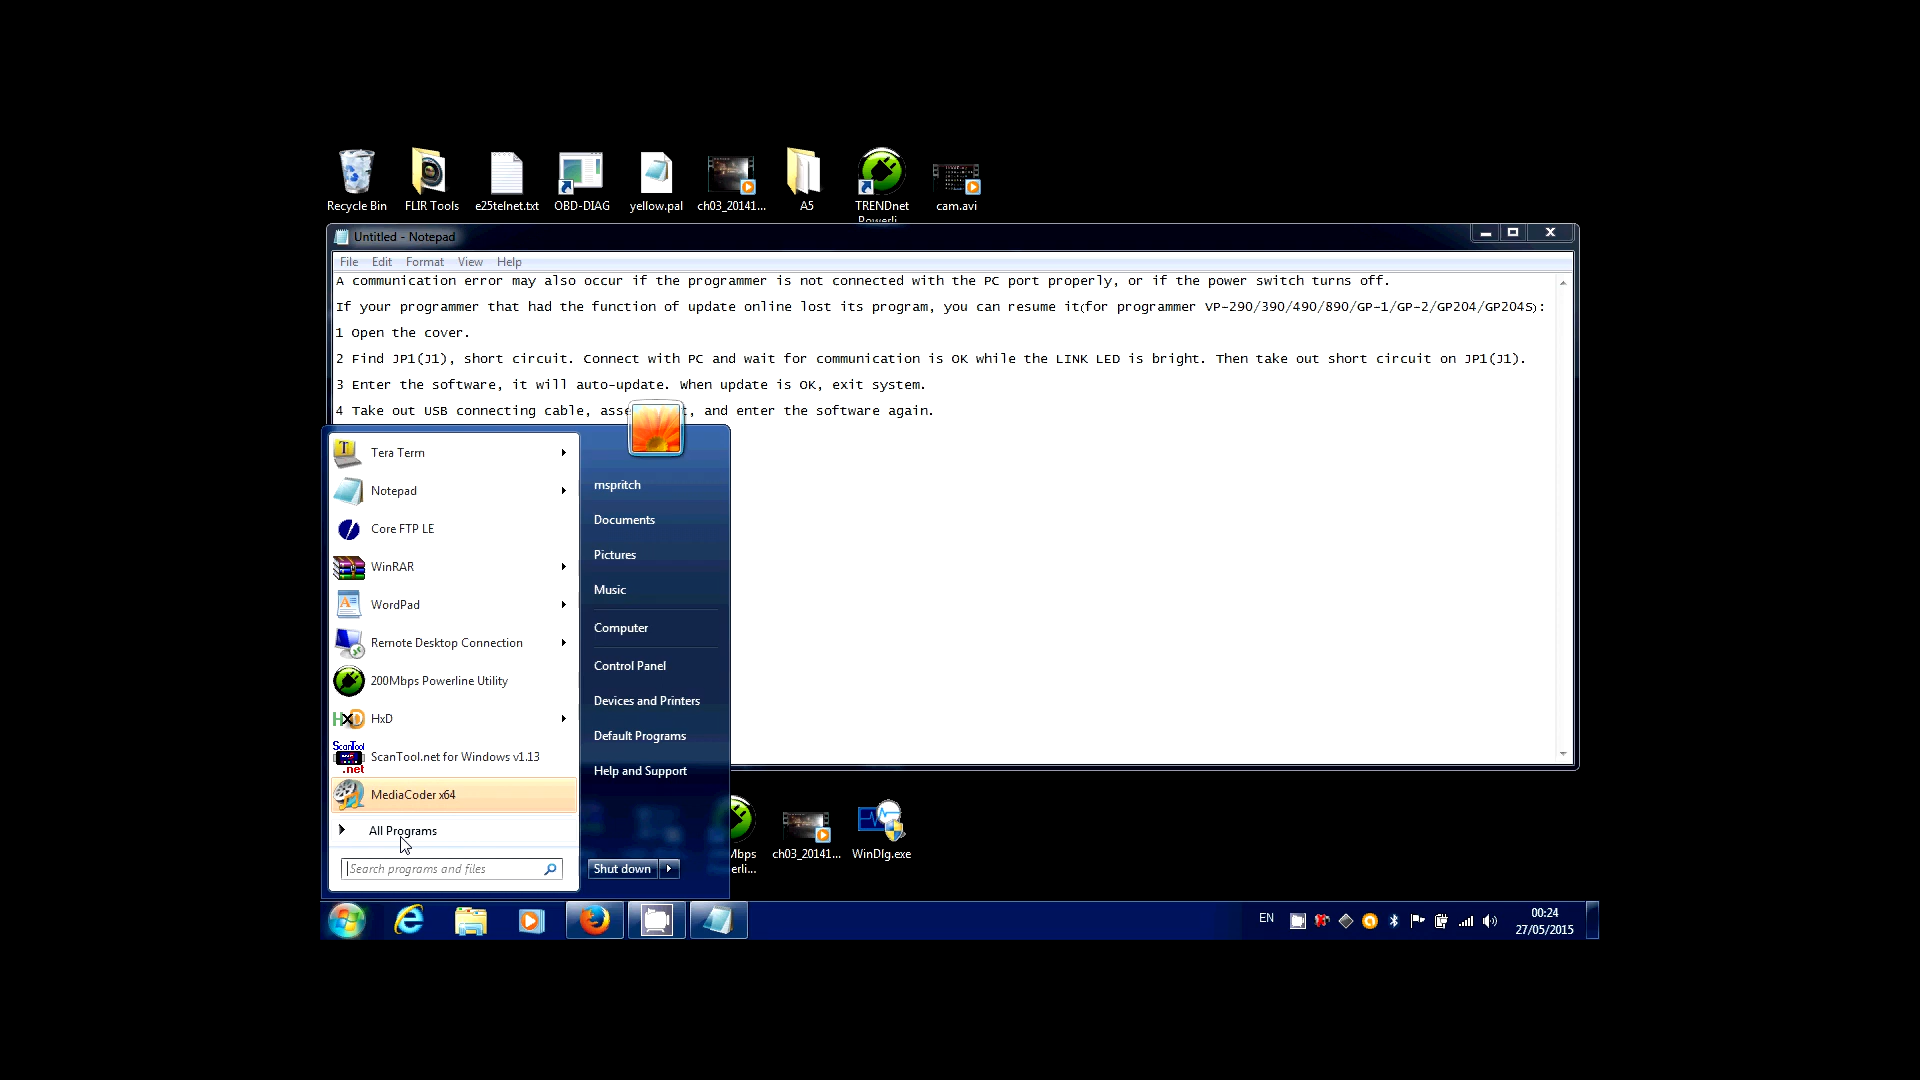 Recycle Bin
FLIR Tools
e25telnet.txt
OBD-DIAG
yellow.pal
ch03_20141...
A5
TRENDnet
Powerli...
cam.avi
Untitled - Notepad
File Edit Format View Help
A communication error may also occur if the programmer is not connected with the PC port properly, or if the power switch turns off.
If your programmer that had the function of update online lost its program, you can resume it(for programmer VP-290/390/490/890/GP-1/GP-2/GP204/GP204S):
1 Open the cover.
2 Find JP1(J1), short circuit. Connect with PC and wait for communication is OK while the LINK LED is bright. Then take out short circuit on JP1(J1).
3 Enter the software, it will auto-update. When update is OK, exit system.
4 Take out USB connecting cable, asse t, and enter the software again.
Tera Term
Notepad
Core FTP LE
WinRAR
WordPad
Remote Desktop Connection
200Mbps Powerline Utility
HxD
ScanTool
.net
ScanTool.net for Windows v1.13
MediaCoder x64
All Programs
Search programs and files
mspritch
Documents
Pictures
Music
Computer
Control Panel
Devices and Printers
Default Programs
Help and Support
Shut down
Mbps
erli...
ch03_20141...
WinDlg.exe
EN
00:24
27/05/2015